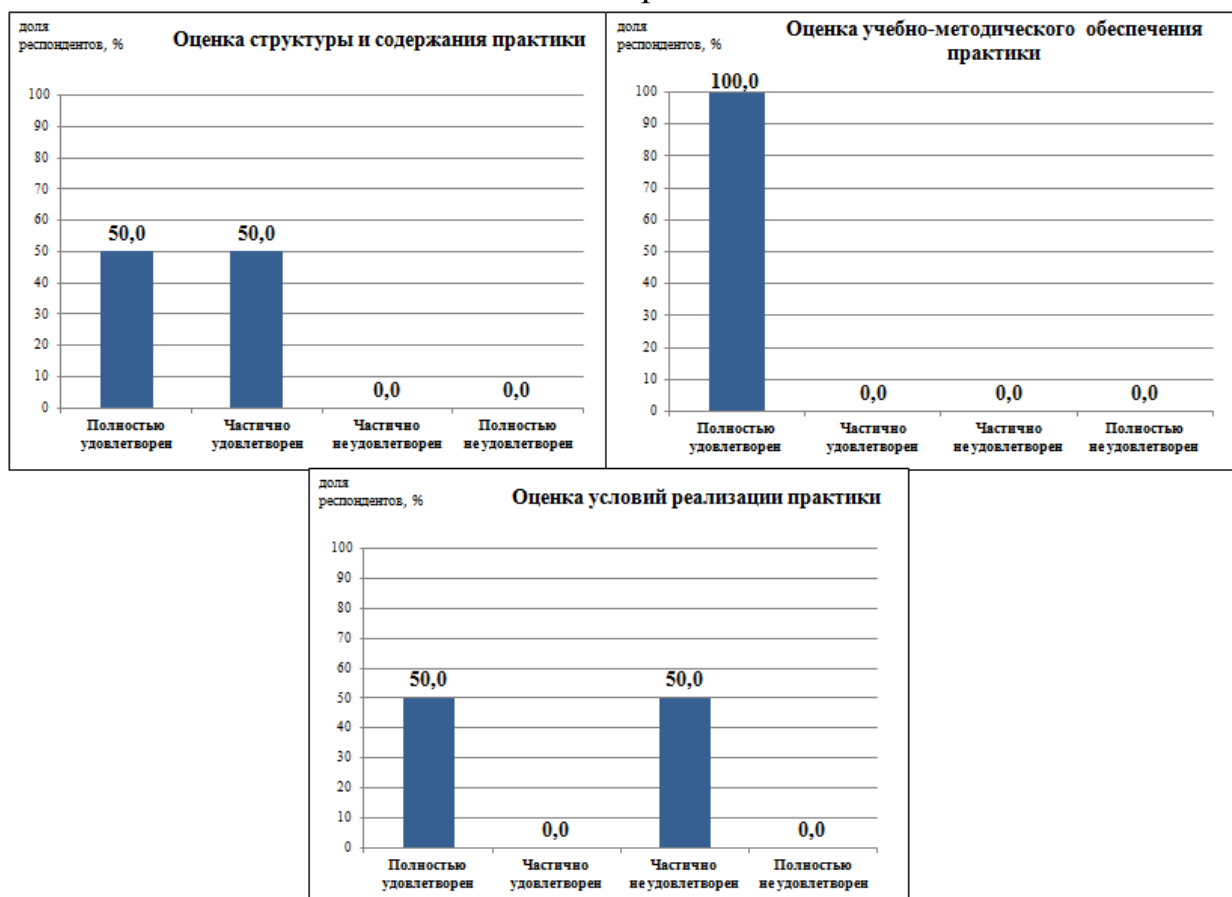 доля
респондентов, %
Оценка структуры и содержания практики
100
90
80
70
60
50
40
30
20
10
0
50,0
50,0
0,0
0,0
Полностью
удовлетворен
Частично
удовлетворен
Частично
не удовлетворен
Полностью
не удовлетворен
доля
респондентов, %
Оценка учебно-методического обеспечения
практики
100
90
80
70
60
50
40
30
20
10
0
100,0
0,0
0,0
0,0
Полностью
удовлетворен
Частично
удовлетворен
Частично
не удовлетворен
Полностью
не удовлетворен
доля
респондентов, %
Оценка условий реализации практики
100
90
80
70
60
50
40
30
20
10
0
50,0
0,0
50,0
0,0
Полностью
удовлетворен
Частично
удовлетворен
Частично
не удовлетворен
Полностью
не удовлетворен